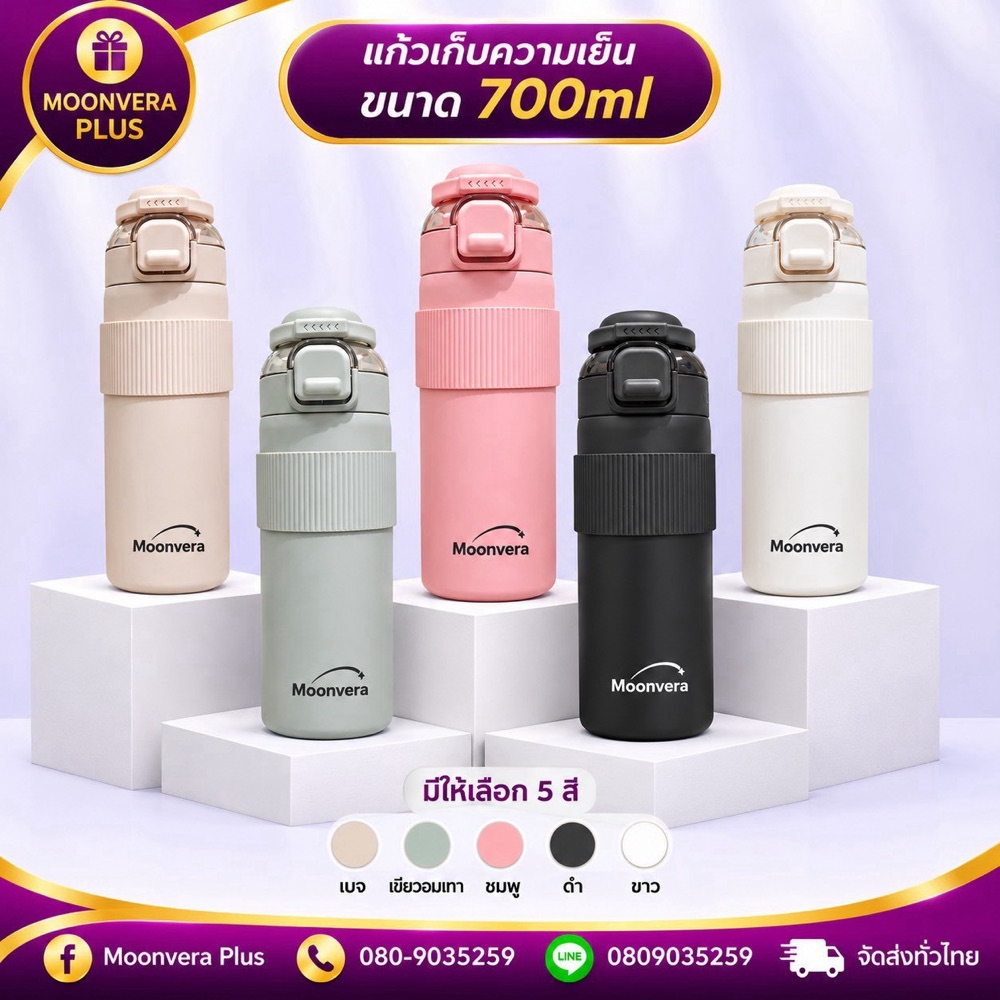 MOONVERA
PLUS
แก้วเก็บความเย็น
ขนาด 700ml
Moonvera
Moonvera
Moonvera
Moonvera
Moonvera
มีให้เลือก 5 สี
เบจ เขียวอมเทา ชมพู ดำ ขาว
Moonvera Plus 080-9035259 LINE 0809035259 จัดส่งทั่วไทย